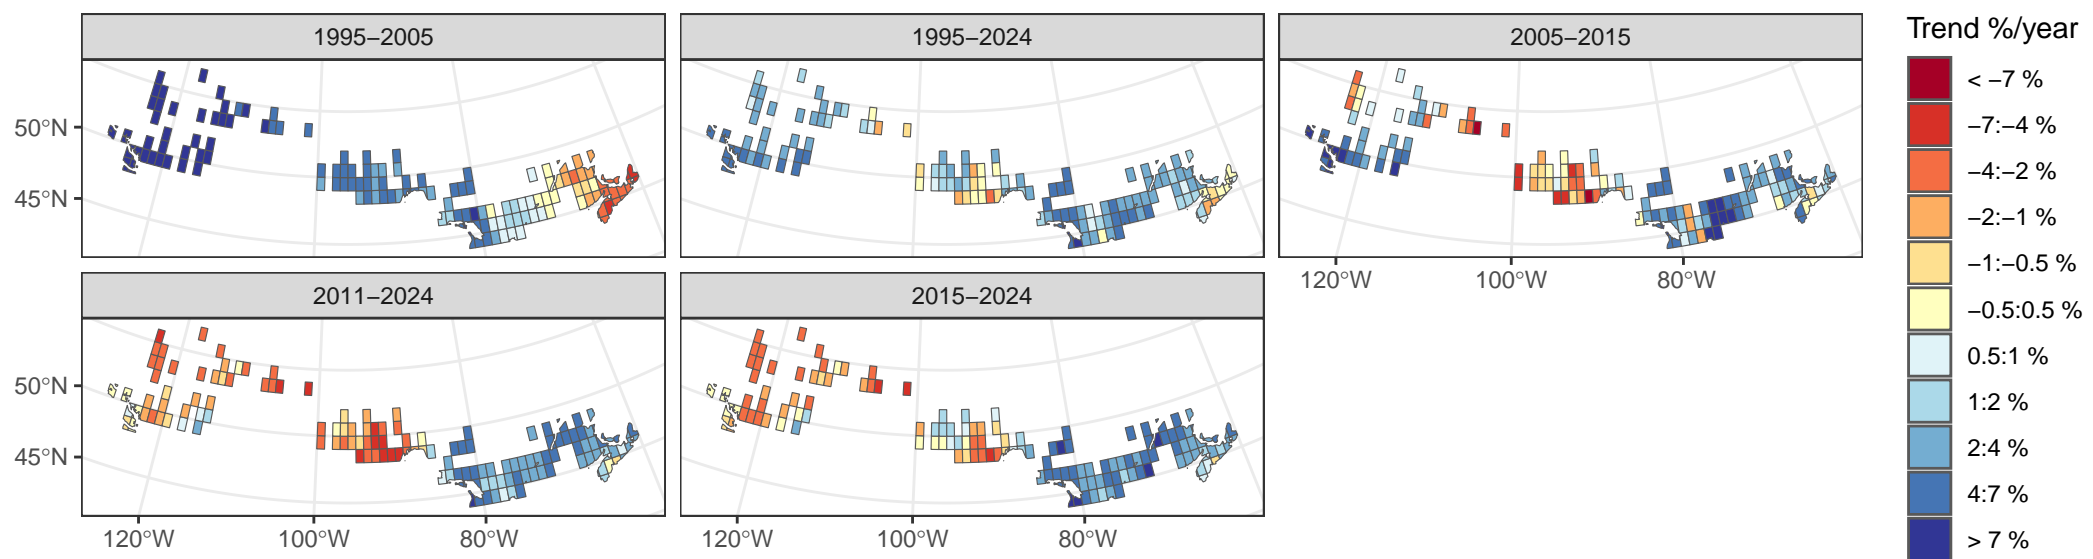 1995−2005
1995−2024
2005−2015
50°N
45°N
120°W
100°W
80°W
2011−2024
2015−2024
50°N
45°N
120°W
100°W
80°W
120°W
100°W
80°W
Trend %/year
< −7 %
−7:−4 %
−4:−2 %
−2:−1 %
−1:−0.5 %
−0.5:0.5 %
0.5:1 %
1:2 %
2:4 %
4:7 %
> 7 %